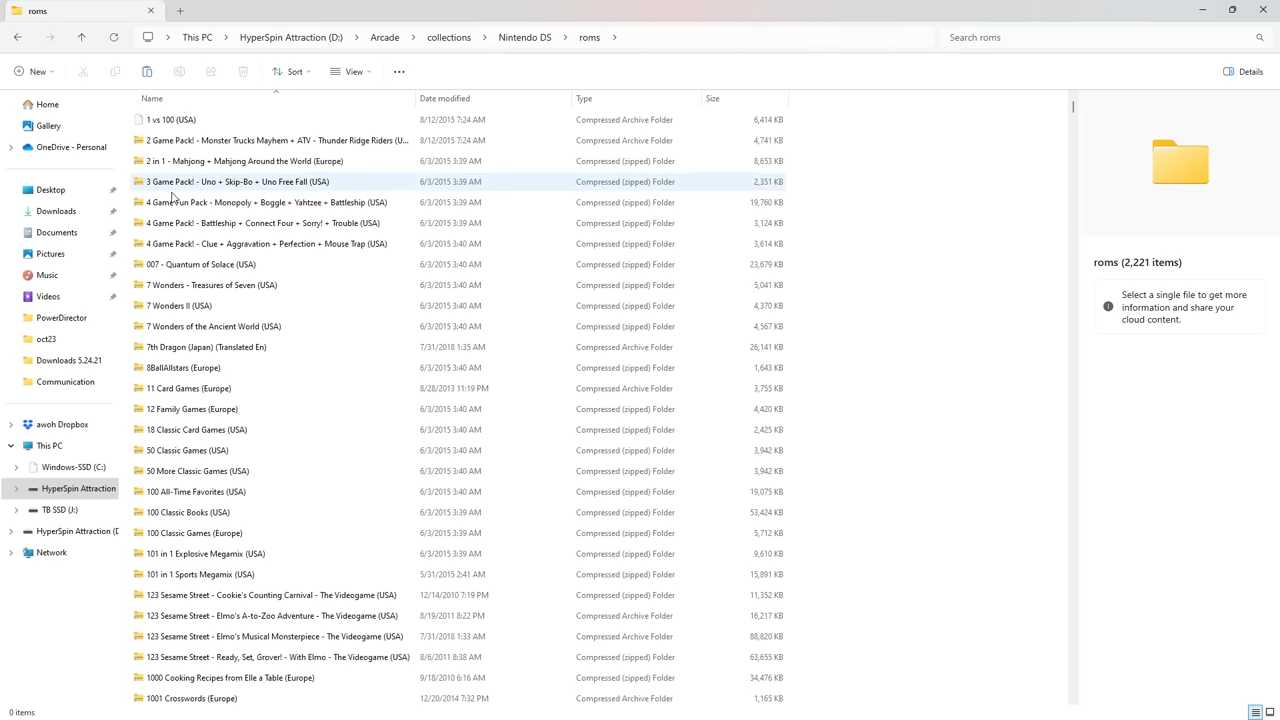 roms
This PC > HyperSpin Attraction (D:) > Arcade > collections > Nintendo DS > roms >
Search roms
New
Sort
View
Details
Name Date modified Type Size
Home
Gallery
OneDrive - Personal
Desktop
Downloads
Documents
Pictures
Music
Videos
PowerDirector
oct23
Downloads 5.24.21
Communication
awoh Dropbox
This PC
Windows-SSD (C:)
HyperSpin Attraction
TB SSD (J:)
HyperSpin Attraction (D
Network
1 vs 100 (USA) 8/12/2015 7:24 AM Compressed Archive Folder 6,414 KB
2 Game Pack! - Monster Trucks Mayhem + ATV - Thunder Ridge Riders (U... 8/12/2015 7:24 AM Compressed Archive Folder 4,741 KB
2 in 1 - Mahjong + Mahjong Around the World (Europe) 6/3/2015 3:39 AM Compressed (zipped) Folder 8,653 KB
3 Game Pack! - Uno + Skip-Bo + Uno Free Fall (USA) 6/3/2015 3:39 AM Compressed (zipped) Folder 2,351 KB
4 Game Fun Pack - Monopoly + Boggle + Yahtzee + Battleship (USA) 6/3/2015 3:39 AM Compressed (zipped) Folder 19,760 KB
4 Game Pack! - Battleship + Connect Four + Sorry! + Trouble (USA) 6/3/2015 3:39 AM Compressed (zipped) Folder 3,124 KB
4 Game Pack! - Clue + Aggravation + Perfection + Mouse Trap (USA) 6/3/2015 3:40 AM Compressed (zipped) Folder 3,614 KB
007 - Quantum of Solace (USA) 6/3/2015 3:40 AM Compressed (zipped) Folder 23,679 KB
7 Wonders - Treasures of Seven (USA) 6/3/2015 3:40 AM Compressed (zipped) Folder 5,041 KB
7 Wonders II (USA) 6/3/2015 3:40 AM Compressed (zipped) Folder 4,370 KB
7 Wonders of the Ancient World (USA) 6/3/2015 3:40 AM Compressed (zipped) Folder 4,567 KB
7th Dragon (Japan) (Translated En) 7/31/2018 1:35 AM Compressed Archive Folder 26,141 KB
8BallAllstars (Europe) 6/3/2015 3:40 AM Compressed (zipped) Folder 1,643 KB
11 Card Games (Europe) 8/28/2013 11:19 PM Compressed Archive Folder 3,755 KB
12 Family Games (Europe) 6/3/2015 3:40 AM Compressed (zipped) Folder 4,420 KB
18 Classic Card Games (USA) 6/3/2015 3:40 AM Compressed (zipped) Folder 2,425 KB
50 Classic Games (USA) 6/3/2015 3:40 AM Compressed (zipped) Folder 3,942 KB
50 More Classic Games (USA) 6/3/2015 3:40 AM Compressed (zipped) Folder 3,942 KB
100 All-Time Favorites (USA) 6/3/2015 3:40 AM Compressed (zipped) Folder 19,075 KB
100 Classic Books (USA) 6/3/2015 3:39 AM Compressed (zipped) Folder 53,424 KB
100 Classic Games (Europe) 6/3/2015 3:39 AM Compressed (zipped) Folder 5,712 KB
101 in 1 Explosive Megamix (USA) 6/3/2015 3:39 AM Compressed (zipped) Folder 9,610 KB
101 in 1 Sports Megamix (USA) 5/31/2015 2:41 AM Compressed (zipped) Folder 15,891 KB
123 Sesame Street - Cookie's Counting Carnival - The Videogame (USA) 12/14/2010 7:19 PM Compressed (zipped) Folder 11,352 KB
123 Sesame Street - Elmo's A-to-Zoo Adventure - The Videogame (USA) 8/19/2011 8:22 PM Compressed Archive Folder 16,217 KB
123 Sesame Street - Elmo's Musical Monsterpiece - The Videogame (USA) 7/31/2018 1:33 AM Compressed Archive Folder 88,820 KB
123 Sesame Street - Ready, Set, Grover! - With Elmo - The Videogame (USA) 8/6/2011 8:38 AM Compressed (zipped) Folder 63,655 KB
1000 Cooking Recipes from Elle a Table (Europe) 9/18/2010 6:16 AM Compressed (zipped) Folder 34,476 KB
1001 Crosswords (Europe) 12/20/2014 7:32 PM Compressed Archive Folder 1,165 KB
roms (2,221 items)
Select a single file to get more
information and share your
cloud content.
0 items